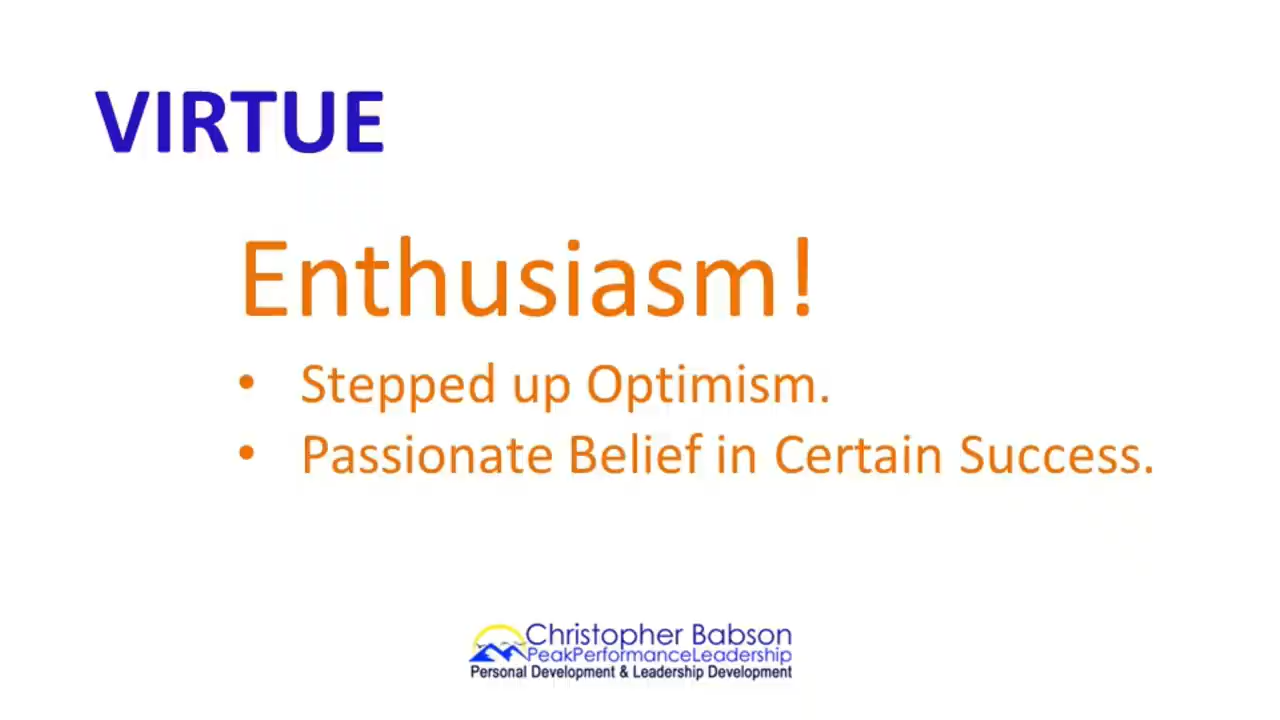 VIRTUE
Enthusiasm!
• Stepped up Optimism.
• Passionate Belief in Certain Success.
Christopher Babson
PeakPerformanceLeadership
Personal Development & Leadership Development